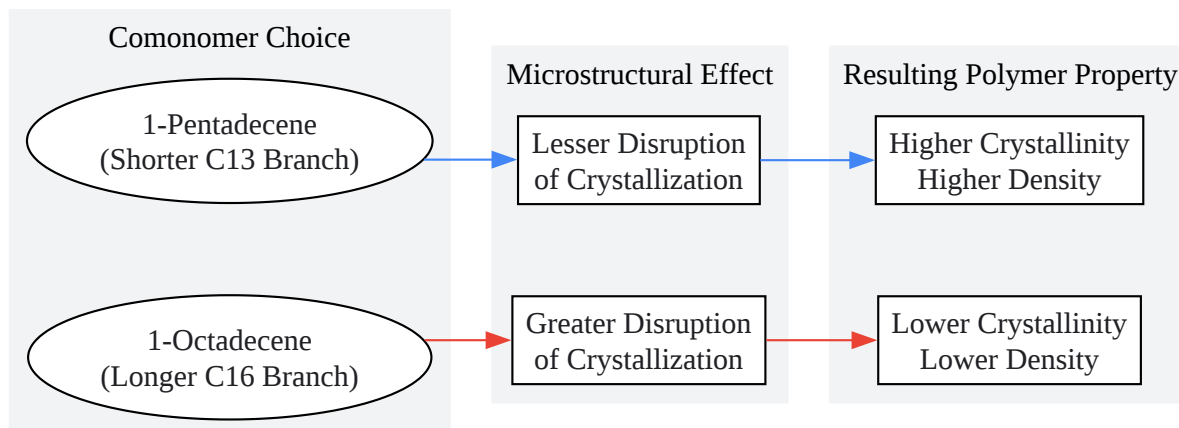 Comonomer Choice
Microstructural Effect
Resulting Polymer Property
1-Pentadecene
(Shorter C13 Branch)
Lesser Disruption
of Crystallization
Higher Crystallinity
Higher Density
1-Octadecene
(Longer C16 Branch)
Greater Disruption
of Crystallization
Lower Crystallinity
Lower Density